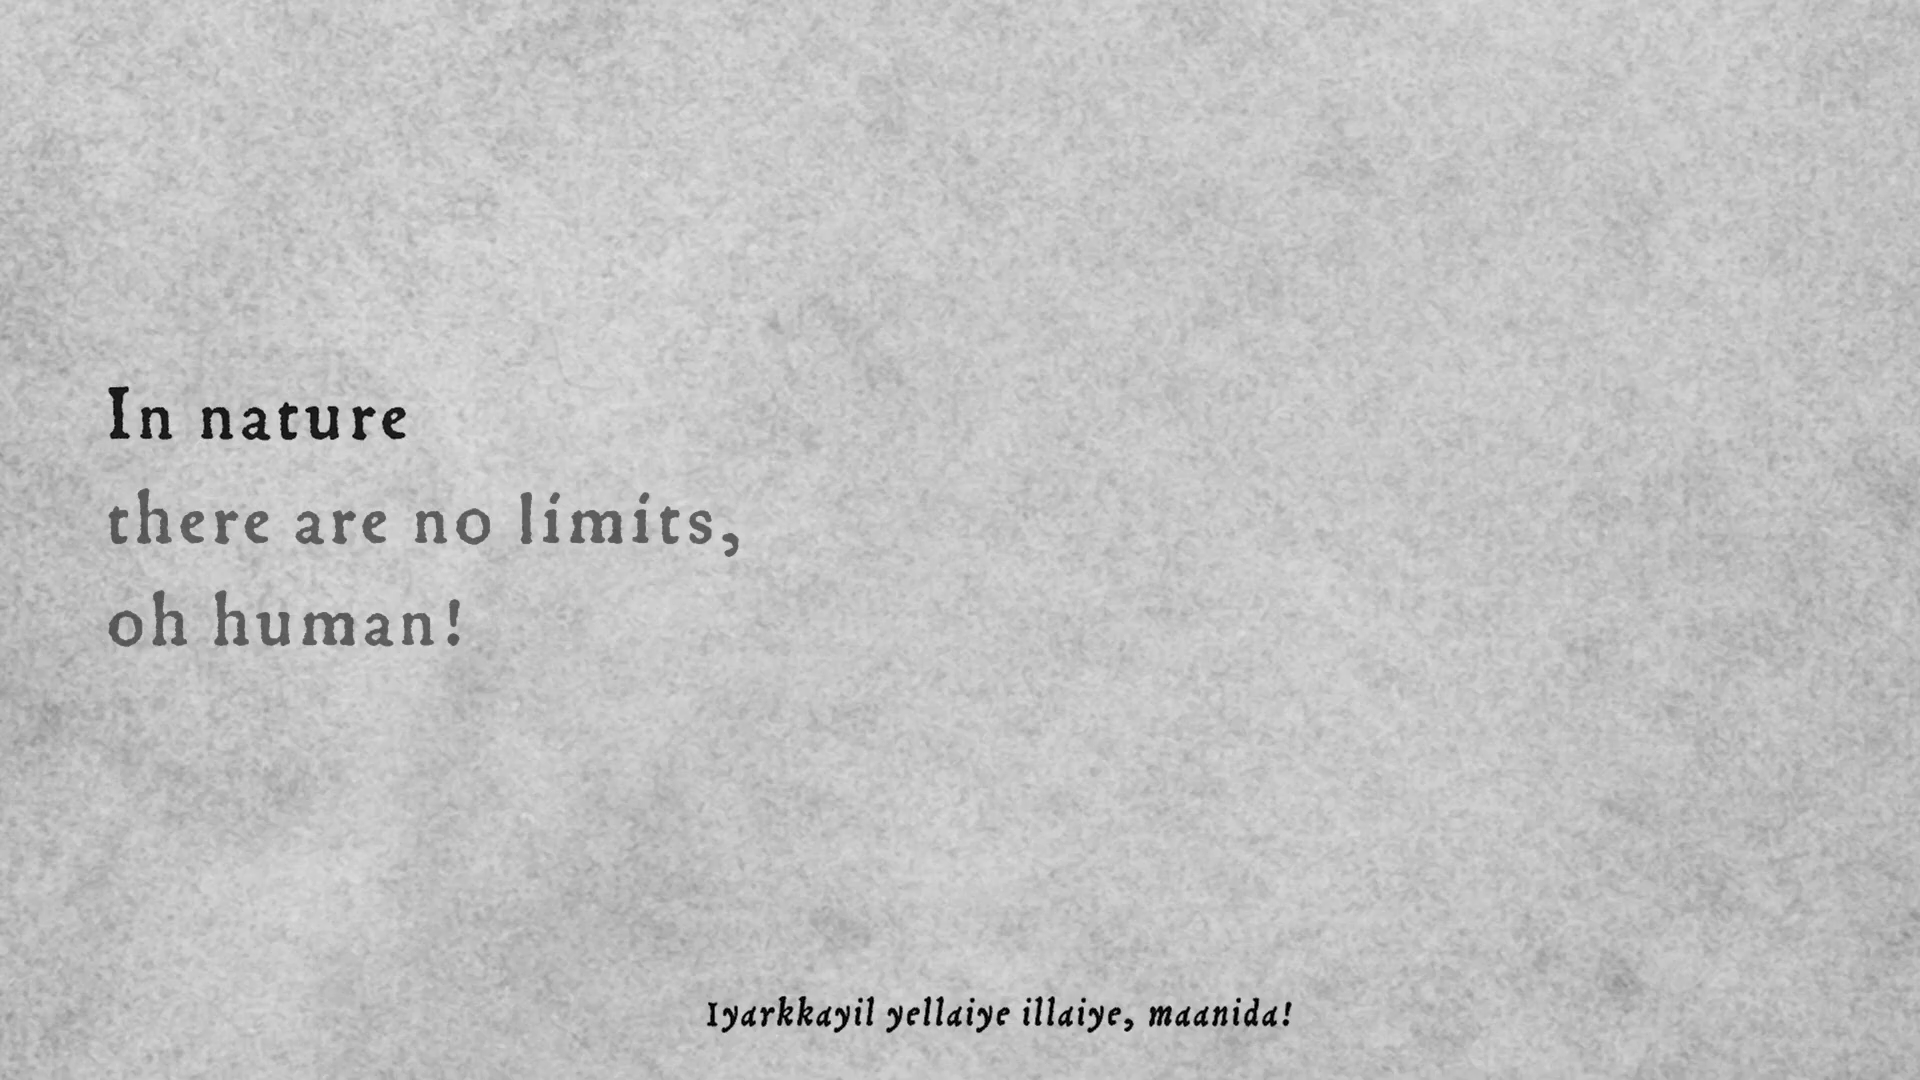 In nature
there are no limits,
oh human!
Iyarkkayil yellaiye illaiye, maanida!